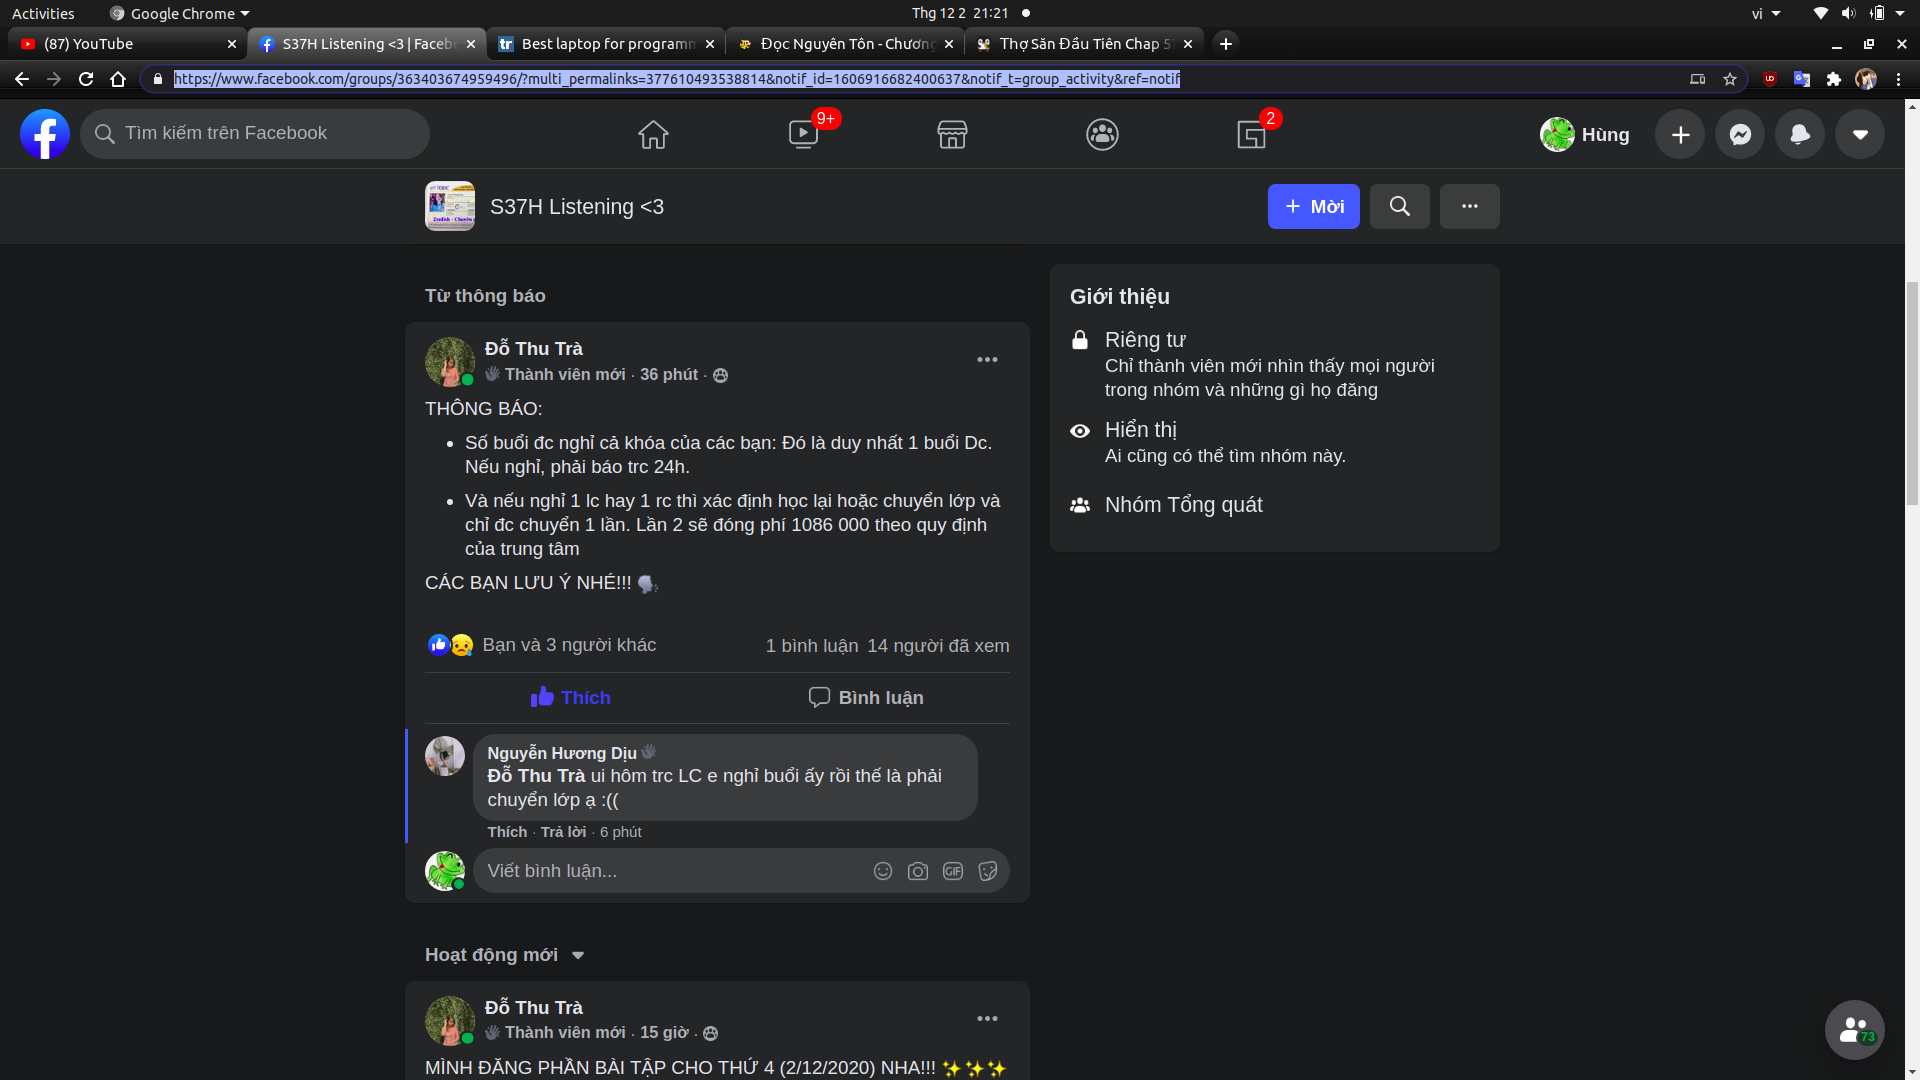 Activities
Google Chrome
Thg 12 2 21:21
vi
(87) YouTube
S37H Listening <3 | Faceb
Best laptop for programm
Đọc Nguyên Tôn - Chương
Thợ Săn Đầu Tiên Chap 5
https://www.facebook.com/groups/363403674959496/?multi_permalinks=377610493538814&notif_id=1606916682400637&notif_t=group_activity&ref=notif
Tìm kiếm trên Facebook
9+
2
Hùng
S37H Listening <3
+ Mời
Từ thông báo
Đỗ Thu Trà
Thành viên mới · 36 phút ·
THÔNG BÁO:
• Số buổi đc nghỉ cả khóa của các bạn: Đó là duy nhất 1 buổi Dc.
Nếu nghỉ, phải báo trc 24h.
• Và nếu nghỉ 1 lc hay 1 rc thì xác định học lại hoặc chuyển lớp và
chỉ đc chuyển 1 lần. Lần 2 sẽ đóng phí 1086 000 theo quy định
của trung tâm
CÁC BẠN LƯU Ý NHÉ!!! 🗣
Bạn và 3 người khác
1 bình luận 14 người đã xem
Thích
Bình luận
Nguyễn Hương Dịu
Đỗ Thu Trà ui hôm trc LC e nghỉ buổi ấy rồi thế là phải
chuyển lớp ạ :((
Thích · Trả lời · 6 phút
Viết bình luận...
GIF
Hoạt động mới
Đỗ Thu Trà
Thành viên mới · 15 giờ ·
MÌNH ĐĂNG PHẦN BÀI TẬP CHO THỨ 4 (2/12/2020) NHA!!! ✨✨✨
Giới thiệu
Riêng tư
Chỉ thành viên mới nhìn thấy mọi người
trong nhóm và những gì họ đăng
Hiển thị
Ai cũng có thể tìm nhóm này.
Nhóm Tổng quát
73